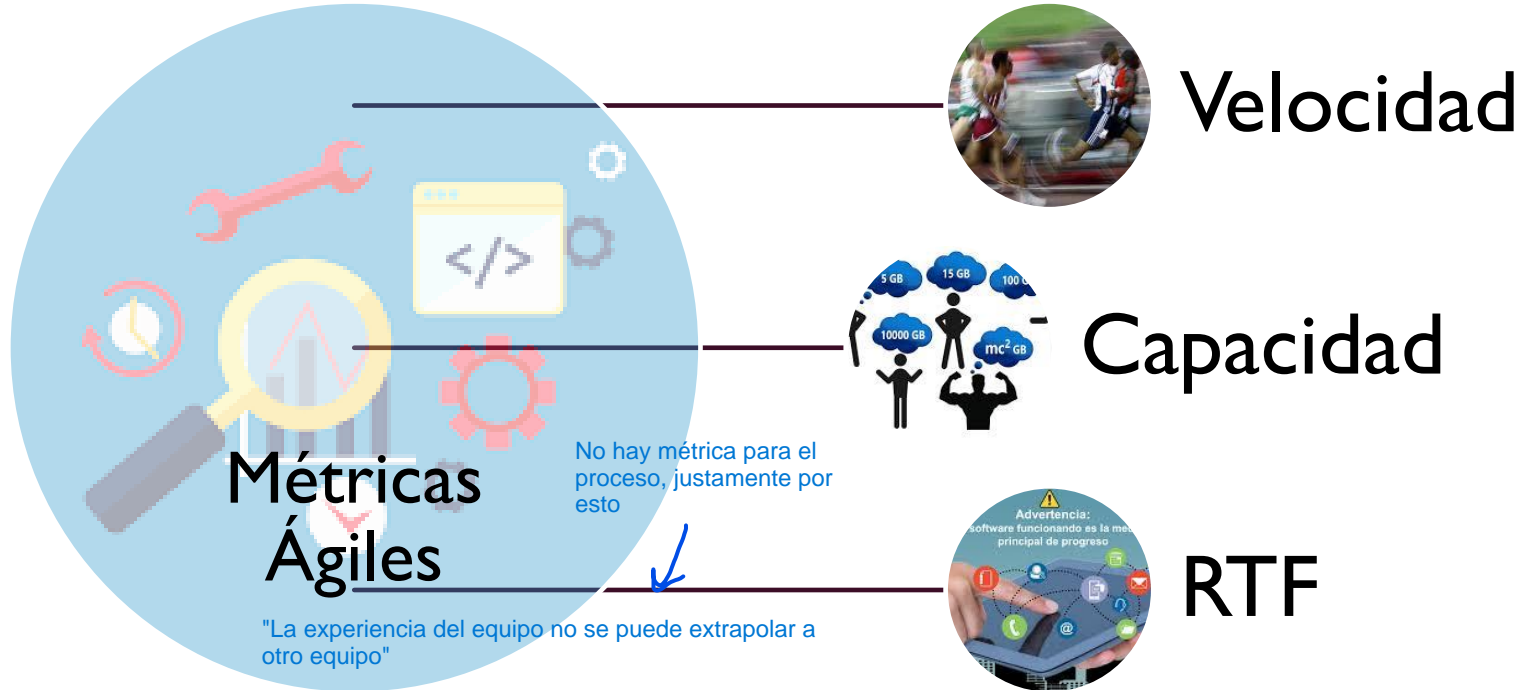 Velocidad
5 GB
15 GB
100
10000 GB
mc² GB
Capacidad
</>
No hay métrica para el
proceso, justamente por
esto
Métricas
Ágiles
"La experiencia del equipo no se puede extrapolar a
otro equipo"
Advertencia:
software funcionando es la
principal de progreso
@
RTF